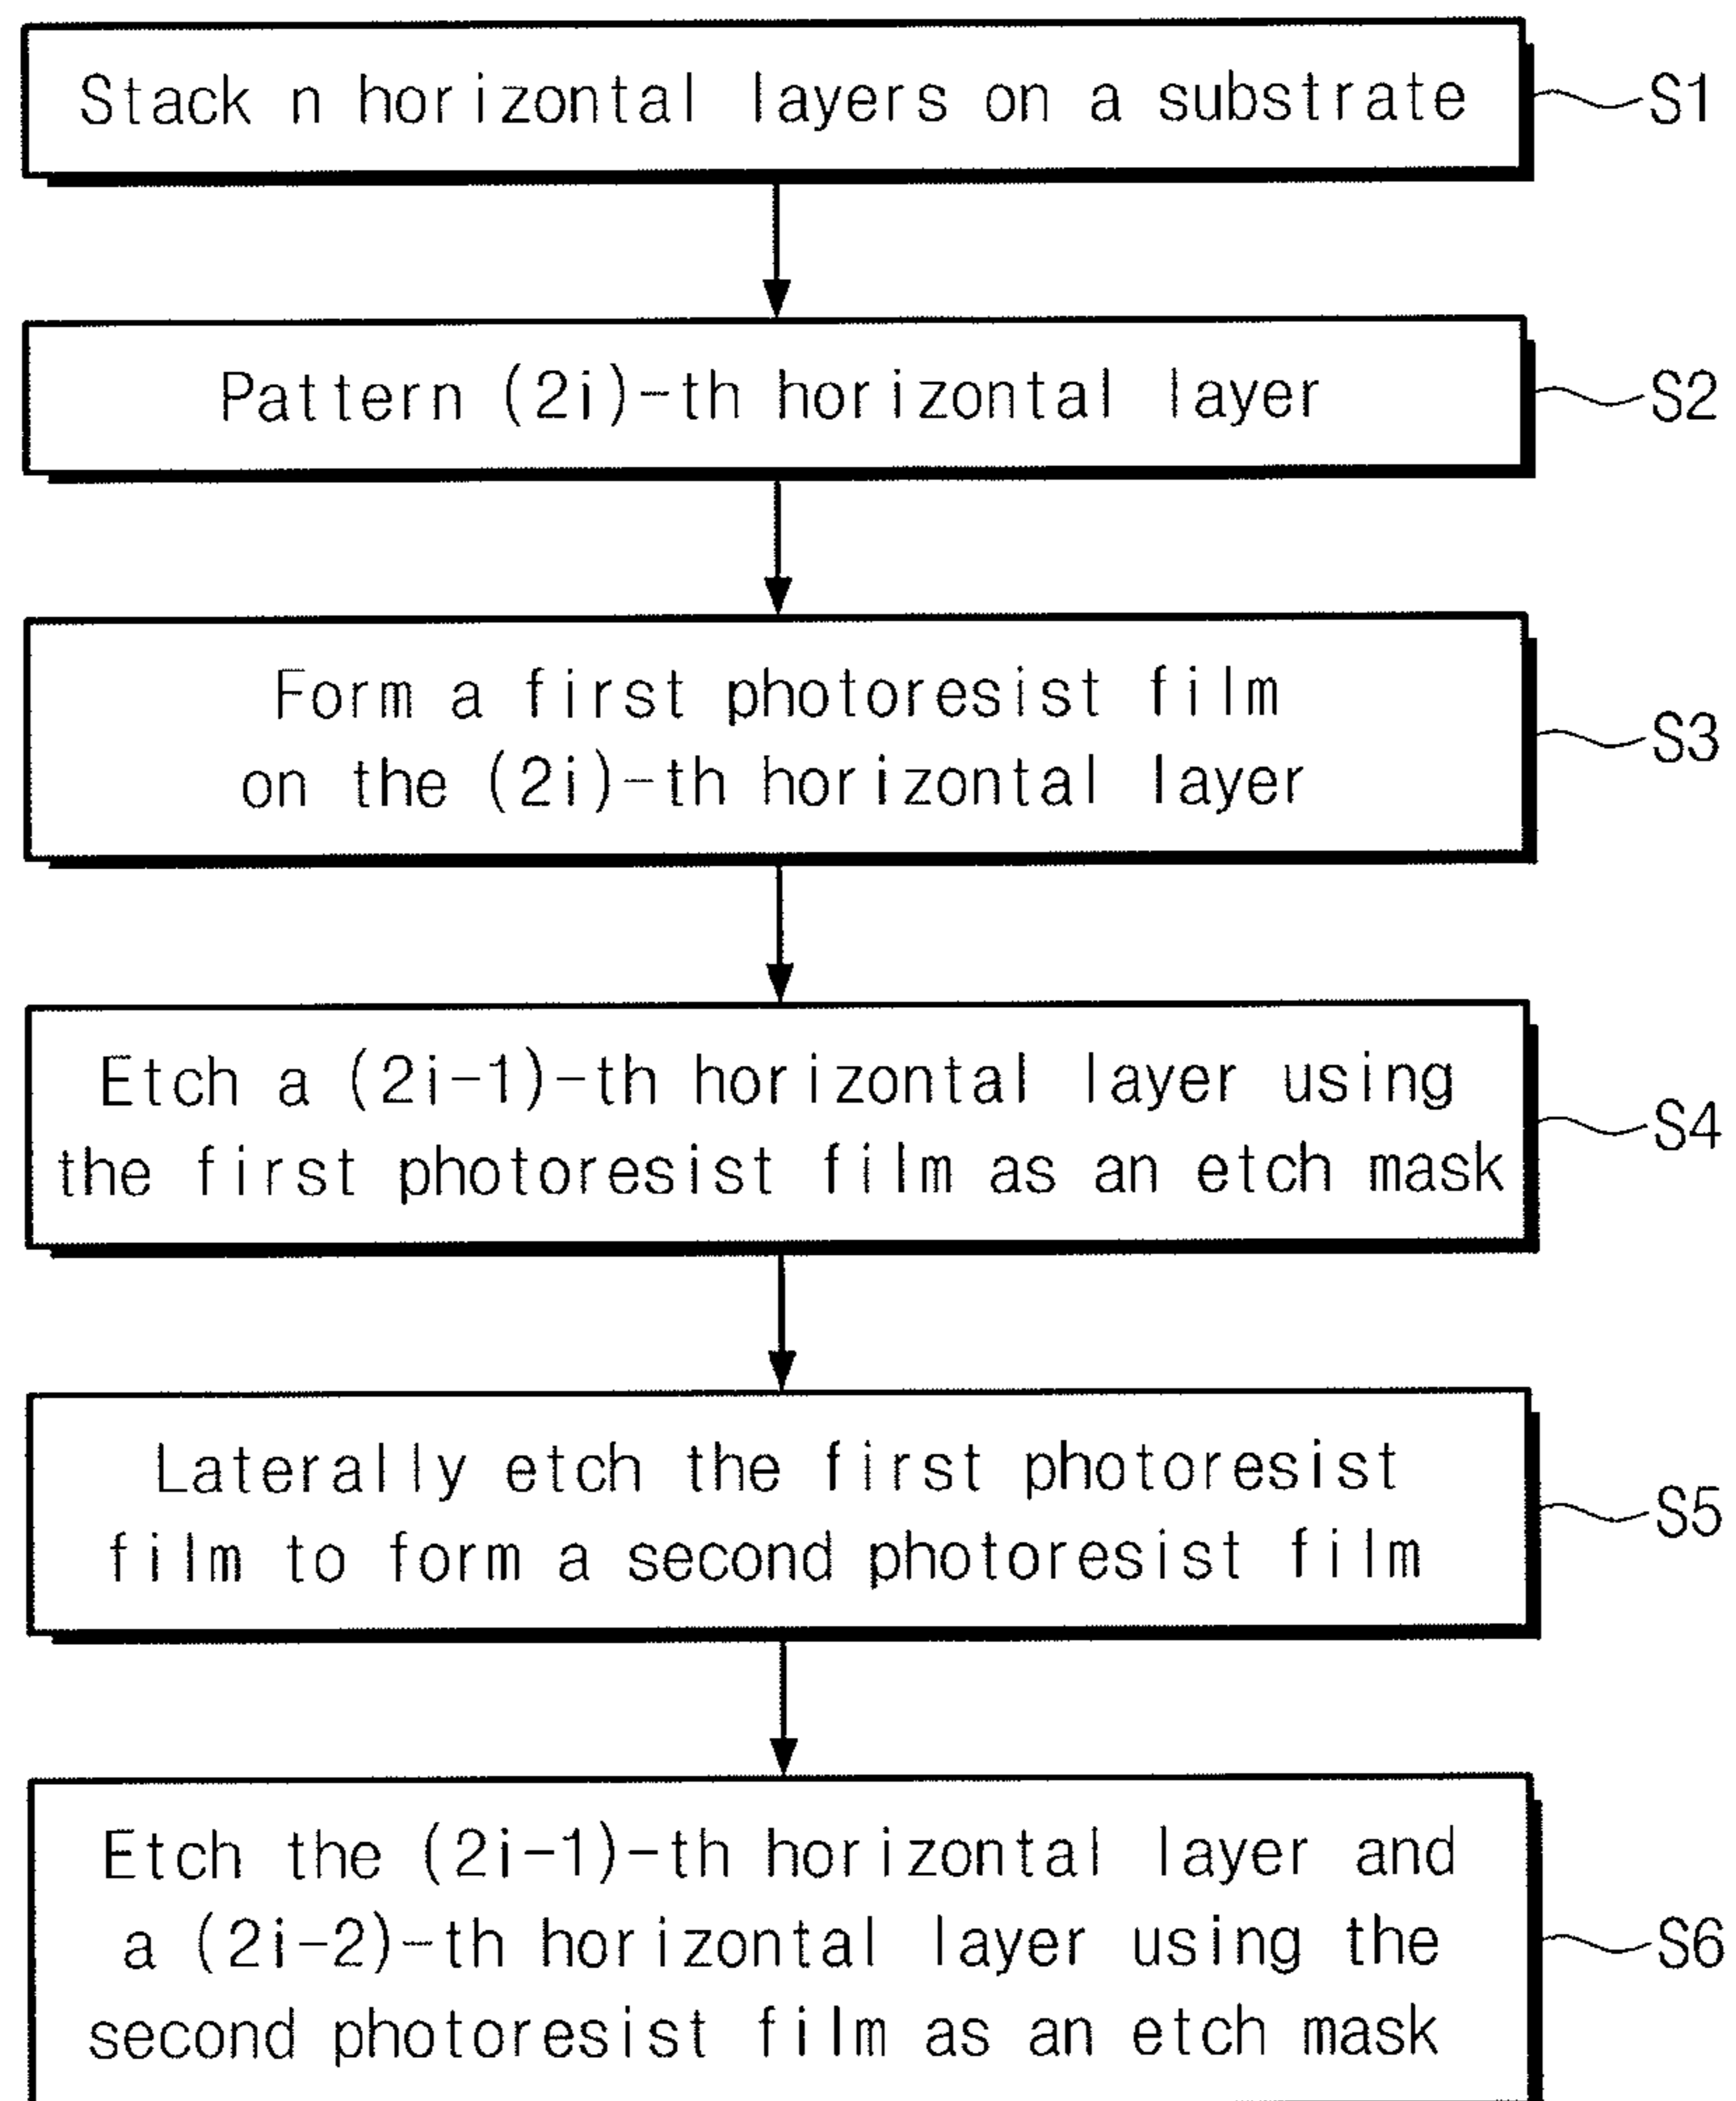 Stack n horizontal layers on a substrate
S1
Pattern (2i)-th horizontal layer
S2
Form a first photoresist film
on the (2i)-th horizontal layer
S3
Etch a (2i-1)-th horizontal layer using
the first photoresist film as an etch mask
S4
Laterally etch the first photoresist
film to form a second photoresist film
S5
Etch the (2i-1)-th horizontal layer and
a (2i-2)-th horizontal layer using the
second photoresist film as an etch mask
S6